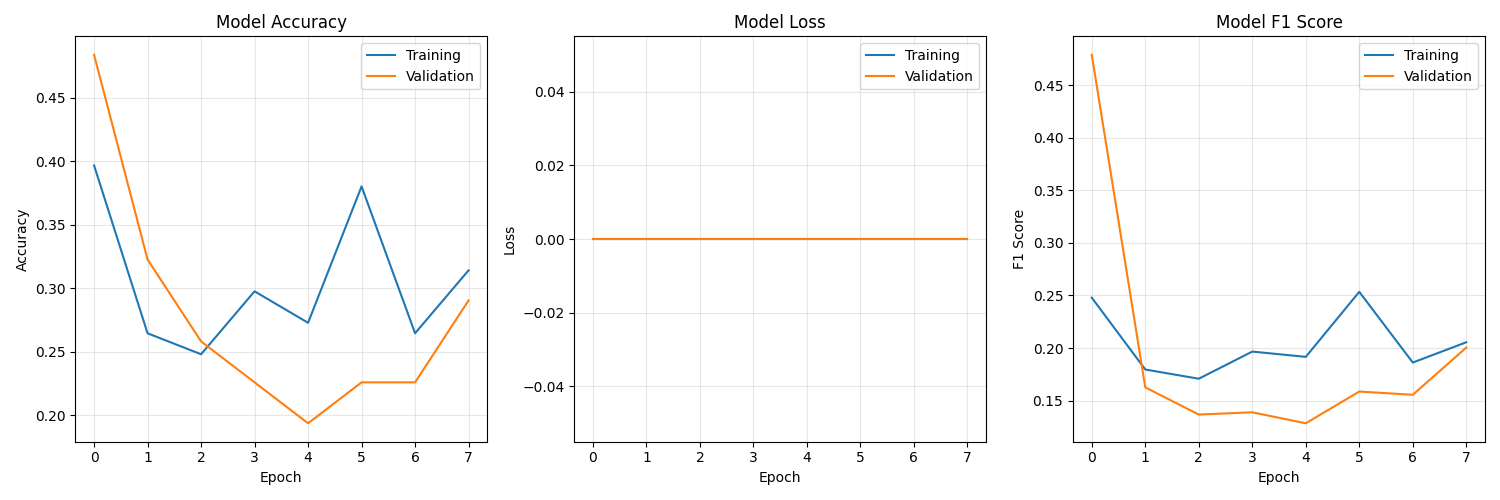 Model Accuracy
Training
Validation
0.45
0.40
0.35
0.30
0.25
0.20
Accuracy
0 1 2 3 4 5 6 7
Epoch
Model Loss
Training
Validation
0.04
0.02
0.00
−0.02
−0.04
Loss
0 1 2 3 4 5 6 7
Epoch
Model F1 Score
Training
Validation
0.45
0.40
0.35
0.30
0.25
0.20
0.15
F1 Score
0 1 2 3 4 5 6 7
Epoch